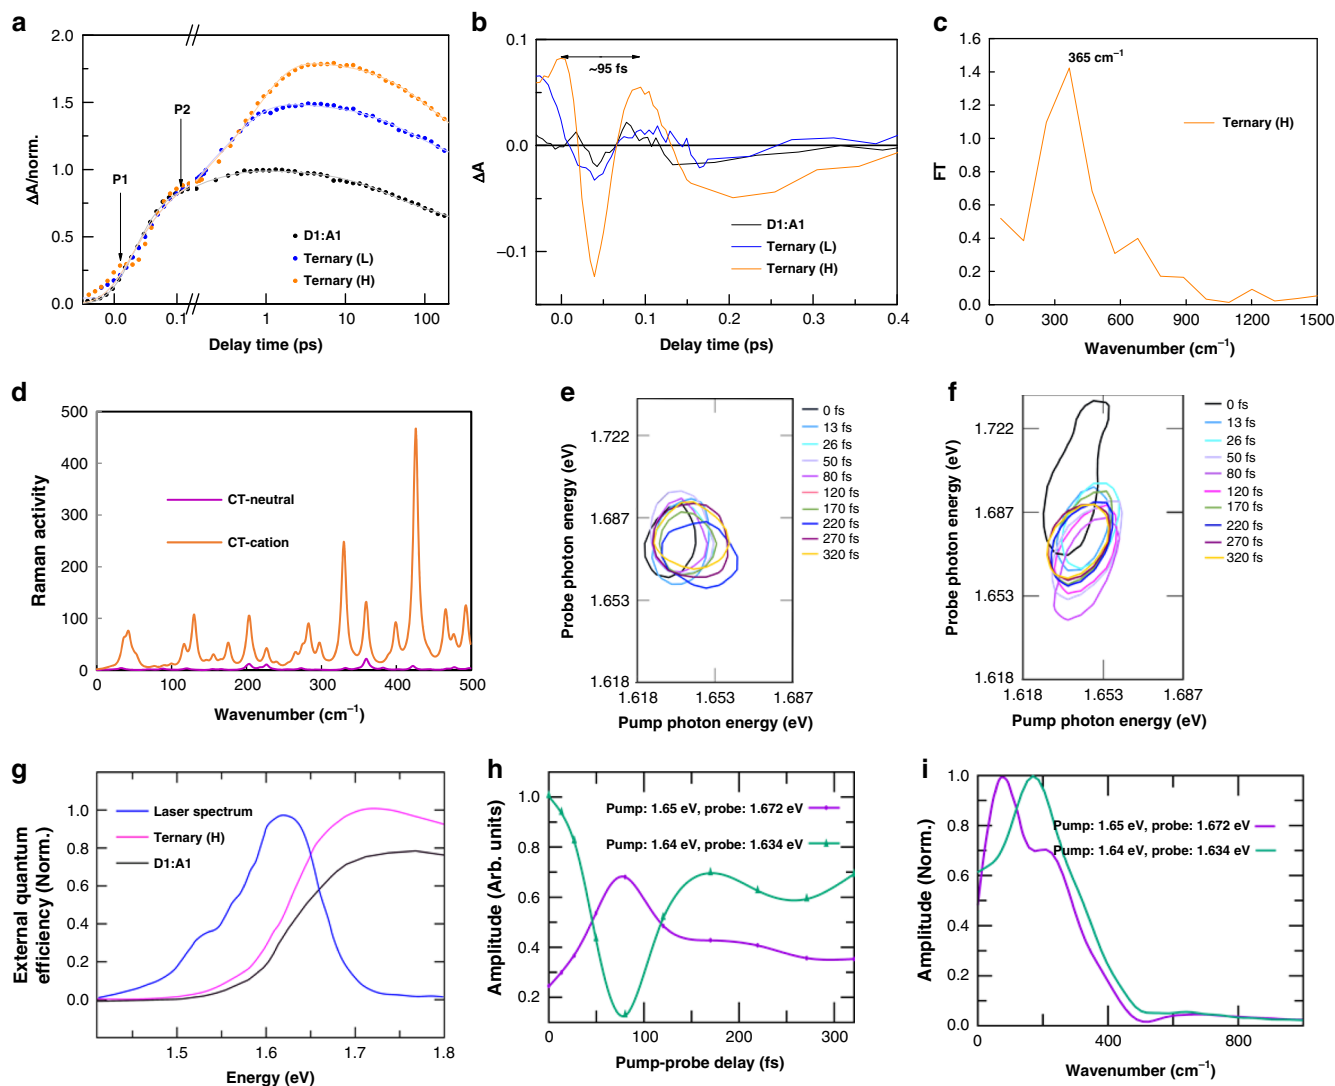 a
ΔA/norm.
2.0
1.5
1.0
0.5
0.0
P1
P2
D1:A1
Ternary (L)
Ternary (H)
0.0
0.1
1
10
100
Delay time (ps)
b
ΔA
0.1
0.0
−0.1
~95 fs
D1:A1
Ternary (L)
Ternary (H)
0.0
0.1
0.2
0.3
0.4
Delay time (ps)
c
FT
1.6
1.4
1.2
1.0
0.8
0.6
0.4
0.2
0.0
365 cm−1
Ternary (H)
300
600
900
1200
1500
Wavenumber (cm−1)
d
Raman activity
500
400
300
200
100
0
CT-neutral
CT-cation
0
100
200
300
400
500
Wavenumber (cm−1)
e
Probe photon energy (eV)
1.722
1.687
1.653
1.618
1.618
1.653
1.687
Pump photon energy (eV)
0 fs
13 fs
26 fs
50 fs
80 fs
120 fs
170 fs
220 fs
270 fs
320 fs
f
Probe photon energy (eV)
1.722
1.687
1.653
1.618
1.618
1.653
1.687
Pump photon energy (eV)
0 fs
13 fs
26 fs
50 fs
80 fs
120 fs
170 fs
220 fs
270 fs
320 fs
g
External quantum
efficiency (Norm.)
1.0
0.8
0.6
0.4
0.2
0.0
Laser spectrum
Ternary (H)
D1:A1
1.5
1.6
1.7
1.8
Energy (eV)
h
Amplitude (Arb. units)
1.0
0.8
0.6
0.4
0.2
Pump: 1.65 eV, probe: 1.672 eV
Pump: 1.64 eV, probe: 1.634 eV
0
100
200
300
Pump-probe delay (fs)
i
Amplitude (Norm.)
1.0
0.8
0.6
0.4
0.2
0.0
Pump: 1.65 eV, probe: 1.672 eV
Pump: 1.64 eV, probe: 1.634 eV
0
400
800
Wavenumber (cm−1)